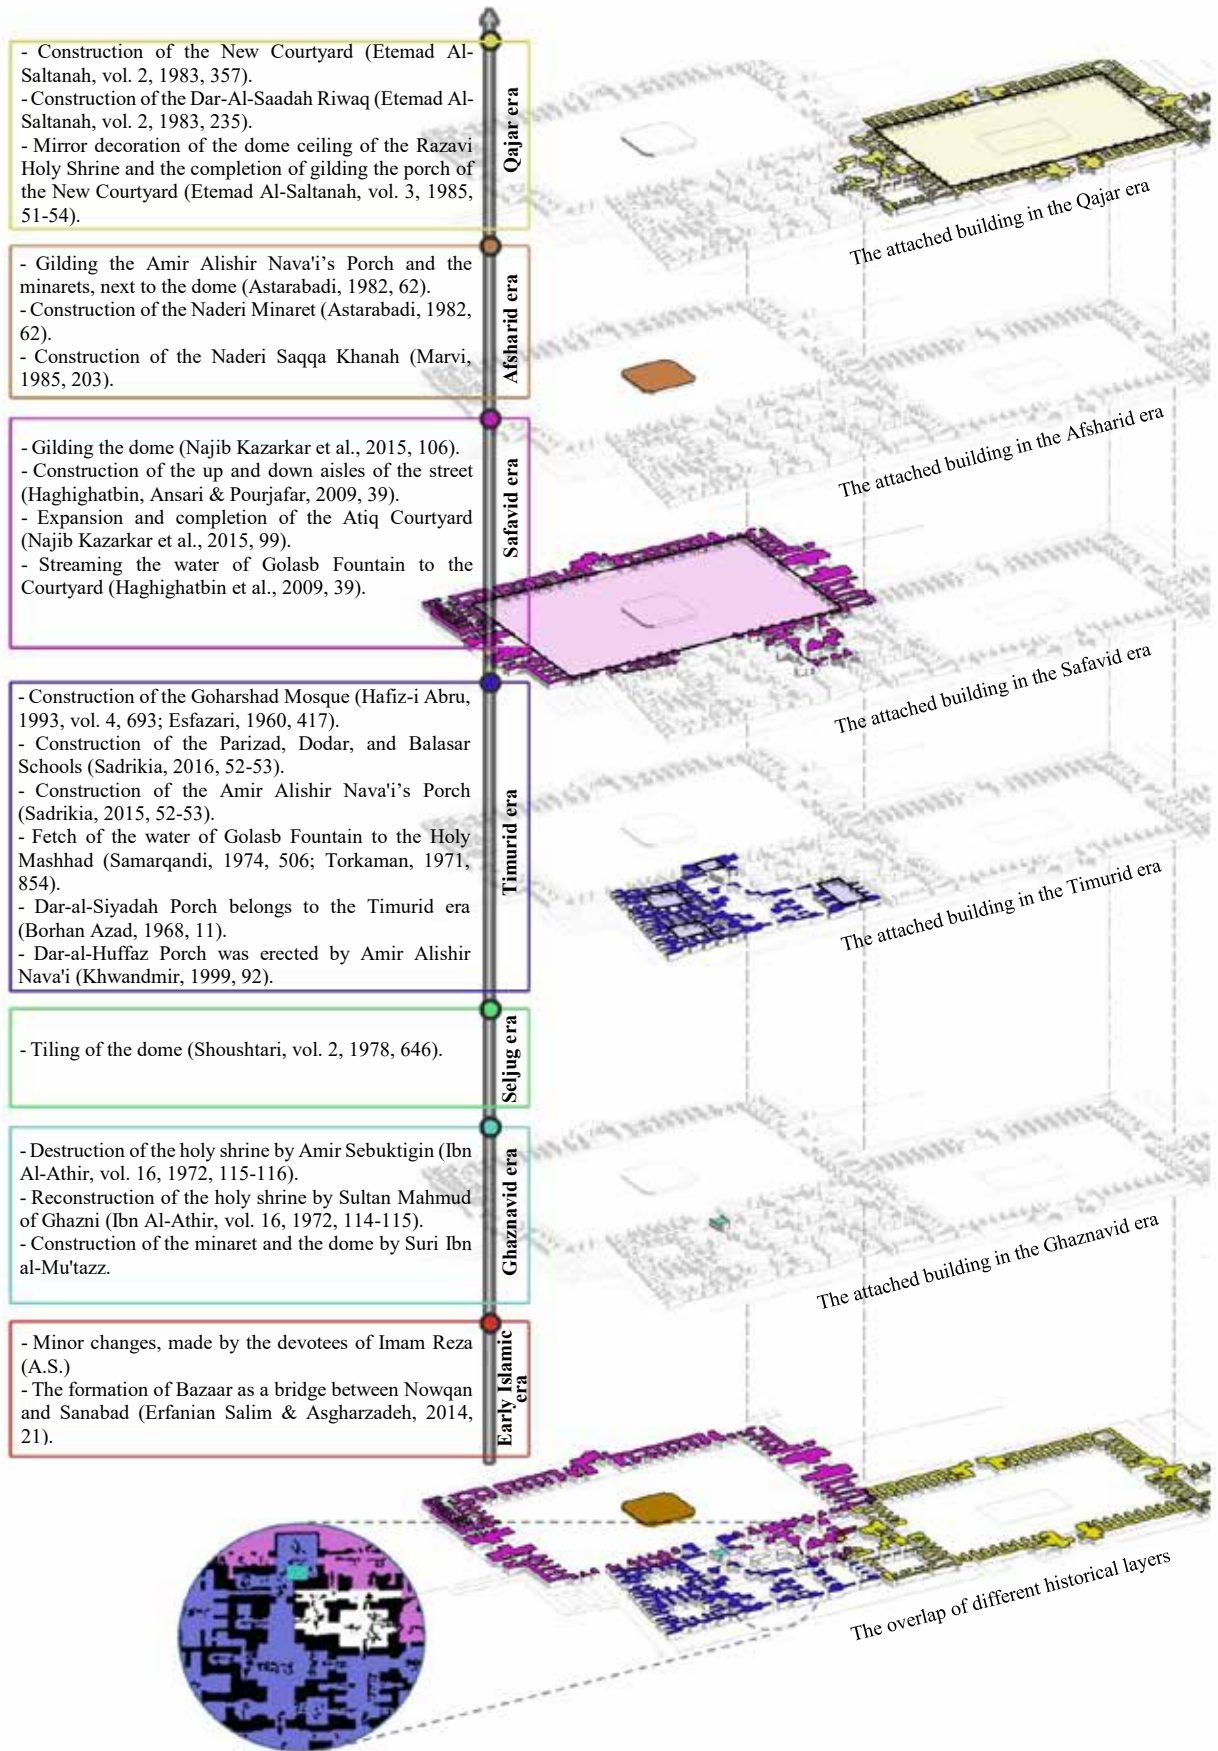 - Construction of the New Courtyard (Etemad Al-
Saltanah, vol. 2, 1983, 357).
- Construction of the Dar-Al-Saadah Riwaq (Etemad Al-
Saltanah, vol. 2, 1983, 235).
- Mirror decoration of the dome ceiling of the Razavi
Holy Shrine and the completion of gilding the porch of
the New Courtyard (Etemad Al-Saltanah, vol. 3, 1985,
51-54).
Qajar era
The attached building in the Qajar era
- Gilding the Amir Alishir Nava'i’s Porch and the
minarets, next to the dome (Astarabadi, 1982, 62).
- Construction of the Naderi Minaret (Astarabadi, 1982,
62).
- Construction of the Naderi Saqqa Khanah (Marvi,
1985, 203).
Afsharid era
The attached building in the Afsharid era
- Gilding the dome (Najib Kazarkar et al., 2015, 106).
- Construction of the up and down aisles of the street
(Haghighatbin, Ansari & Pourjafar, 2009, 39).
- Expansion and completion of the Atiq Courtyard
(Najib Kazarkar et al., 2015, 99).
- Streaming the water of Golasb Fountain to the
Courtyard (Haghighatbin et al., 2009, 39).
Safavid era
The attached building in the Safavid era
- Construction of the Goharshad Mosque (Hafiz-i Abru,
1993, vol. 4, 693; Esfazari, 1960, 417).
- Construction of the Parizad, Dodar, and Balasar
Schools (Sadrikia, 2016, 52-53).
- Construction of the Amir Alishir Nava'i’s Porch
(Sadrikia, 2015, 52-53).
- Fetch of the water of Golasb Fountain to the Holy
Mashhad (Samarqandi, 1974, 506; Torkaman, 1971,
854).
- Dar-al-Siyadah Porch belongs to the Timurid era
(Borhan Azad, 1968, 11).
- Dar-al-Huffaz Porch was erected by Amir Alishir
Nava'i (Khwandmir, 1999, 92).
Timurid era
The attached building in the Timurid era
- Tiling of the dome (Shoushtari, vol. 2, 1978, 646).
Seljug era
- Destruction of the holy shrine by Amir Sebuktigin (Ibn
Al-Athir, vol. 16, 1972, 115-116).
- Reconstruction of the holy shrine by Sultan Mahmud
of Ghazni (Ibn Al-Athir, vol. 16, 1972, 114-115).
- Construction of the minaret and the dome by Suri Ibn
al-Mu'tazz.
Ghaznavid era
The attached building in the Ghaznavid era
- Minor changes, made by the devotees of Imam Reza
(A.S.)
- The formation of Bazaar as a bridge between Nowqan
and Sanabad (Erfanian Salim & Asgharzadeh, 2014,
21).
Early Islamic
era
The overlap of different historical layers